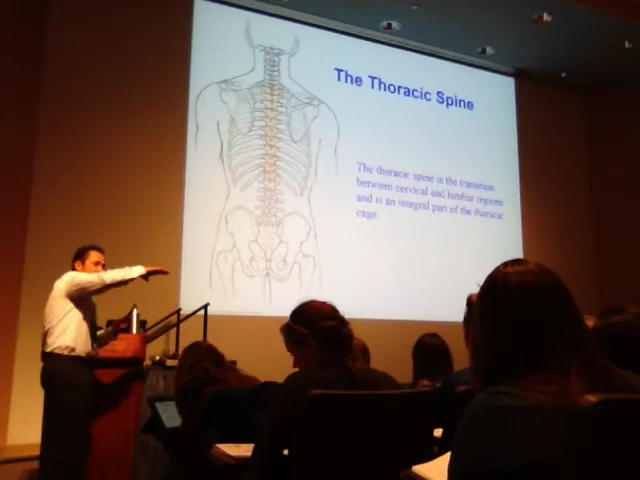 The Thoracic Spine
The thoracic spine is the transition
between cervical and lumbar regions
and is an integral part of the thoracic
cage.